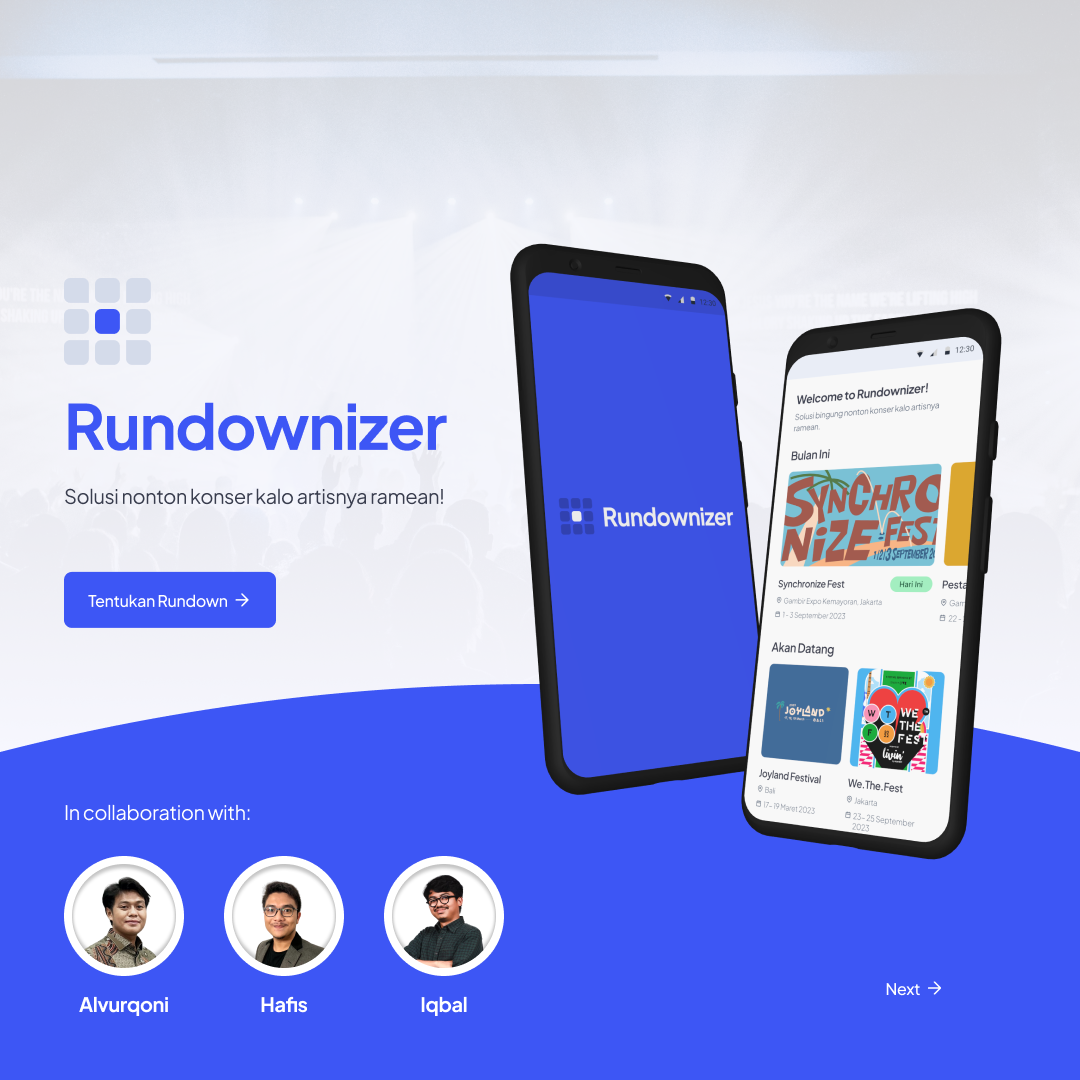 Rundownizer
Solusi nonton konser kalo artisnya ramean!
Tentukan Rundown →
Rundownizer
12:30
Welcome to Rundownizer!
Solusi bingung nonton konser kalo artisnya
ramean.
Bulan Ini
SYNCHRO
NIZE FEST
1/2/3 SEPTEMBER 2
Synchronize Fest
Hari Ini
Gambir Expo Kemayoran, Jakarta
1 - 3 September 2023
Pesta
Gam
22 -
Akan Datang
JOYLAND
BALI
WE
THE
FEST
W T
F
livin'
Joyland Festival
Bali
17 - 19 Maret 2023
We.The.Fest
Jakarta
23 - 25 September
2023
In collaboration with:
Alvurqoni
Hafis
Iqbal
Next →